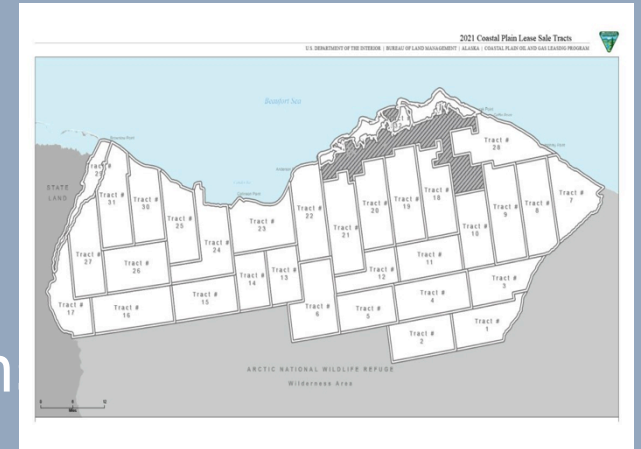 2021 Coastal Plain Lease Sale Tracts
U.S. DEPARTMENT OF THE INTERIOR | BUREAU OF LAND MANAGEMENT | ALASKA | COASTAL PLAIN OIL AND GAS LEASING PROGRAM
Beaufort Sea
STATE
LAND
Tract #
29
Tract #
31
Tract #
30
Tract #
25
Tract #
24
Tract #
23
Tract #
22
Tract #
21
Tract #
20
Tract #
19
Tract #
18
Tract #
28
Tract #
10
Tract #
9
Tract #
8
Tract #
7
Tract #
27
Tract #
26
Tract #
14
Tract #
13
Tract #
12
Tract #
11
Tract #
3
Tract #
17
Tract #
16
Tract #
15
Tract #
6
Tract #
5
Tract #
4
Tract #
2
Tract #
1
ARCTIC NATIONAL WILDLIFE REFUGE
Wilderness Area
Miles
n.